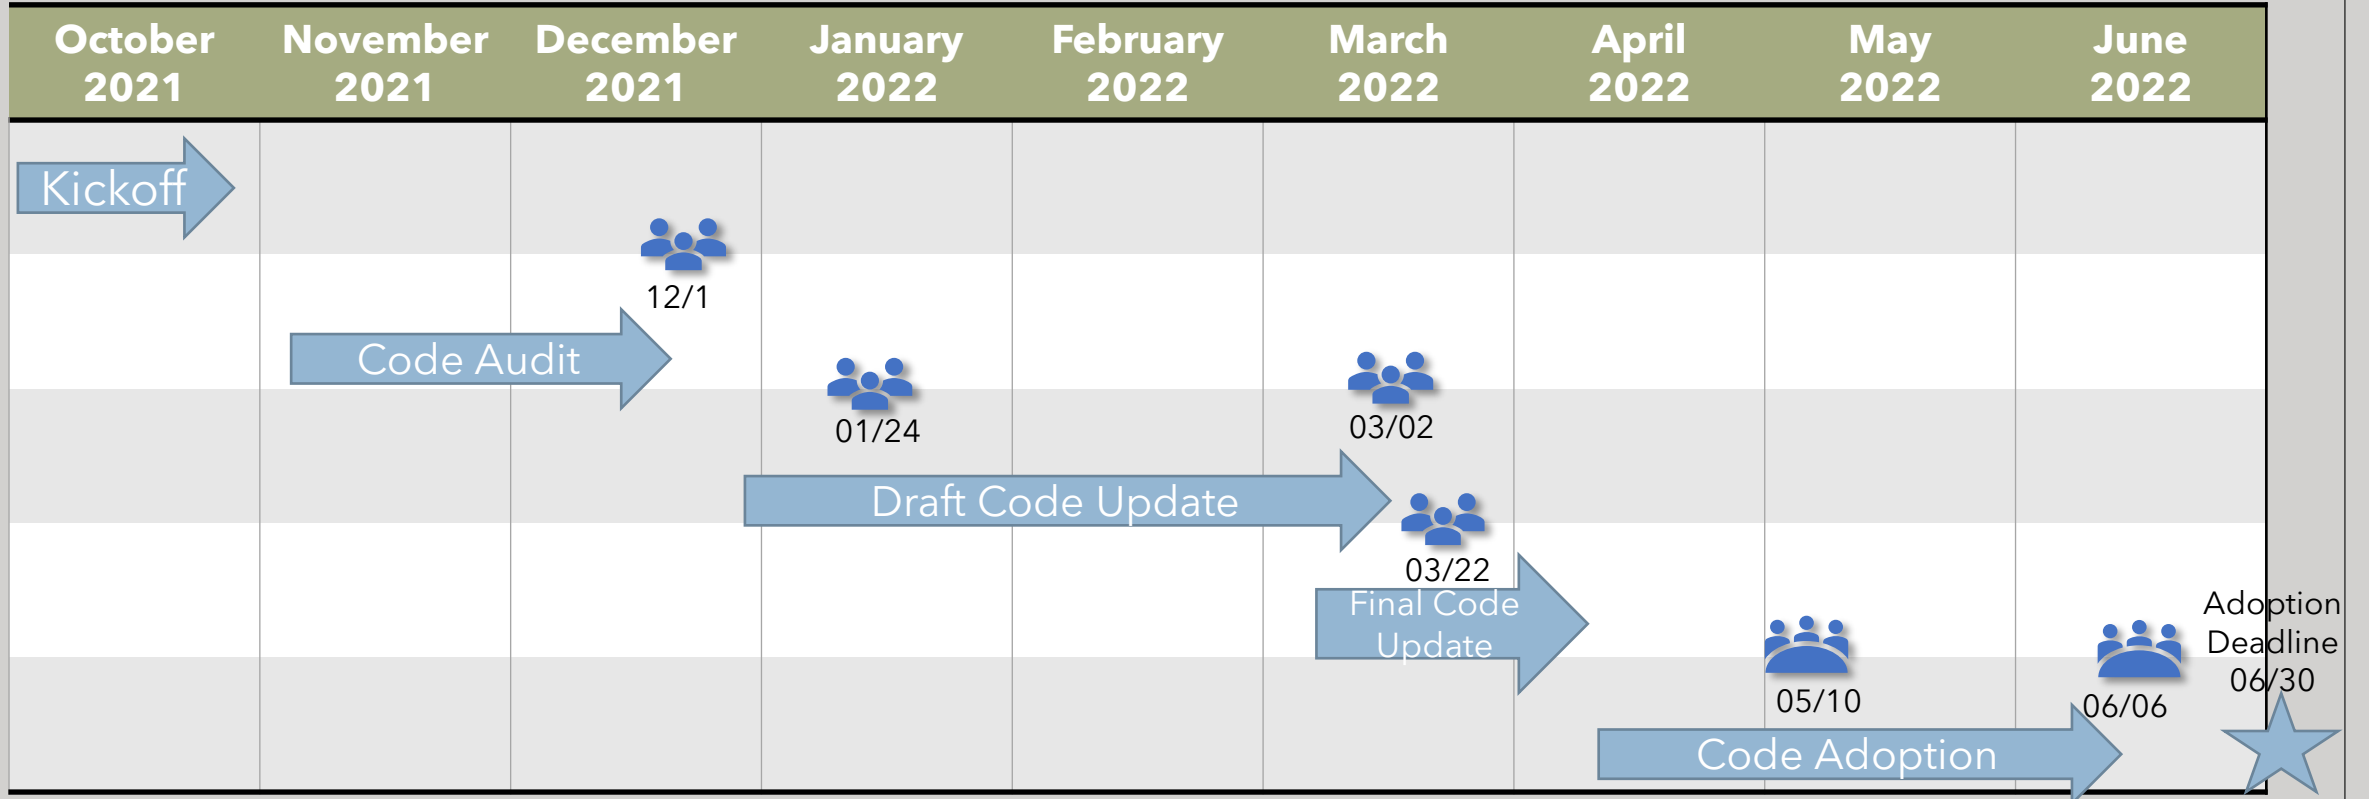 October
2021
November
2021
December
2021
January
2022
February
2022
March
2022
April
2022
May
2022
June
2022
Kickoff
12/1
Code Audit
01/24
03/02
Draft Code Update
03/22
Final Code
Update
05/10
06/06
Adoption
Deadline
06/30
Code Adoption